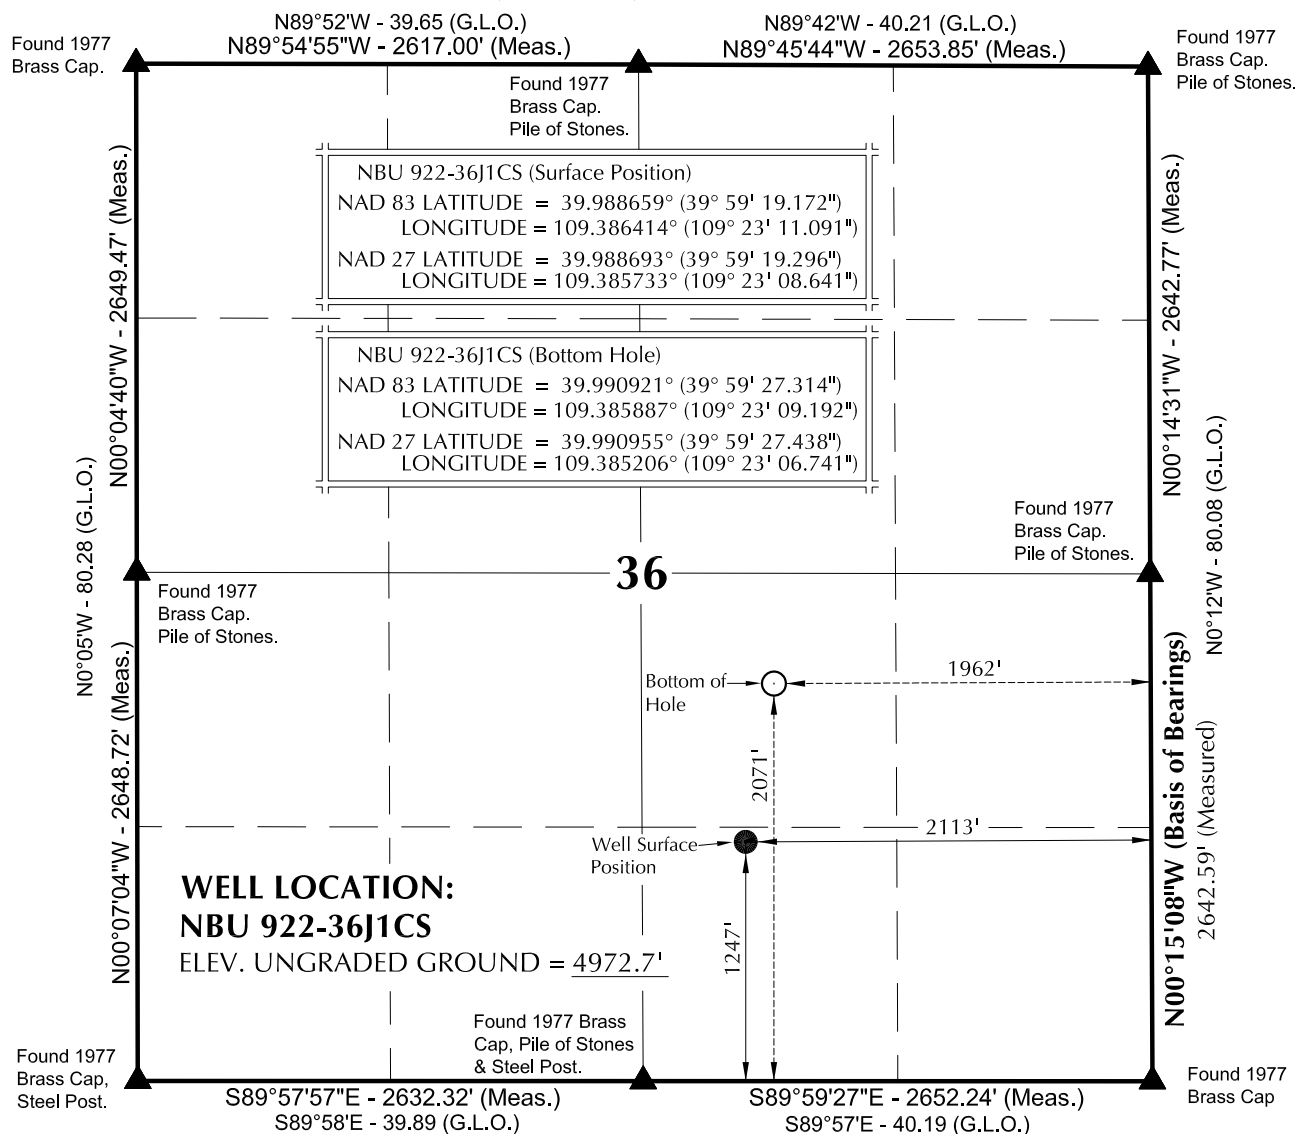 N89°52'W - 39.65 (G.L.O.)
N89°54'55"W - 2617.00' (Meas.)
N89°42'W - 40.21 (G.L.O.)
N89°45'44"W - 2653.85' (Meas.)
Found 1977
Brass Cap.
Found 1977
Brass Cap.
Pile of Stones.
Found 1977
Brass Cap.
Pile of Stones.
NBU 922-36J1CS (Surface Position)
NAD 83 LATITUDE = 39.988659° (39° 59' 19.172")
LONGITUDE = 109.386414° (109° 23' 11.091")
NAD 27 LATITUDE = 39.988693° (39° 59' 19.296")
LONGITUDE = 109.385733° (109° 23' 08.641")
NBU 922-36J1CS (Bottom Hole)
NAD 83 LATITUDE = 39.990921° (39° 59' 27.314")
LONGITUDE = 109.385887° (109° 23' 09.192")
NAD 27 LATITUDE = 39.990955° (39° 59' 27.438")
LONGITUDE = 109.385206° (109° 23' 06.741")
N00°04'40"W - 2649.47' (Meas.)
N00°14'31"W - 2642.77' (Meas.)
N0°05'W - 80.28 (G.L.O.)
N0°12'W - 80.08 (G.L.O.)
Found 1977
Brass Cap.
Pile of Stones.
36
Found 1977
Brass Cap.
Pile of Stones.
Bottom of
Hole
1962'
2071'
N00°07'04"W - 2648.72' (Meas.)
N00°15'08"W (Basis of Bearings)
2642.59' (Measured)
Well Surface
Position
2113'
1247'
WELL LOCATION:
NBU 922-36J1CS
ELEV. UNGRADED GROUND = 4972.7'
Found 1977 Brass
Cap, Pile of Stones
& Steel Post.
Found 1977
Brass Cap,
Steel Post.
Found 1977
Brass Cap
S89°57'57"E - 2632.32' (Meas.)
S89°58'E - 39.89 (G.L.O.)
S89°59'27"E - 2652.24' (Meas.)
S89°57'E - 40.19 (G.L.O.)